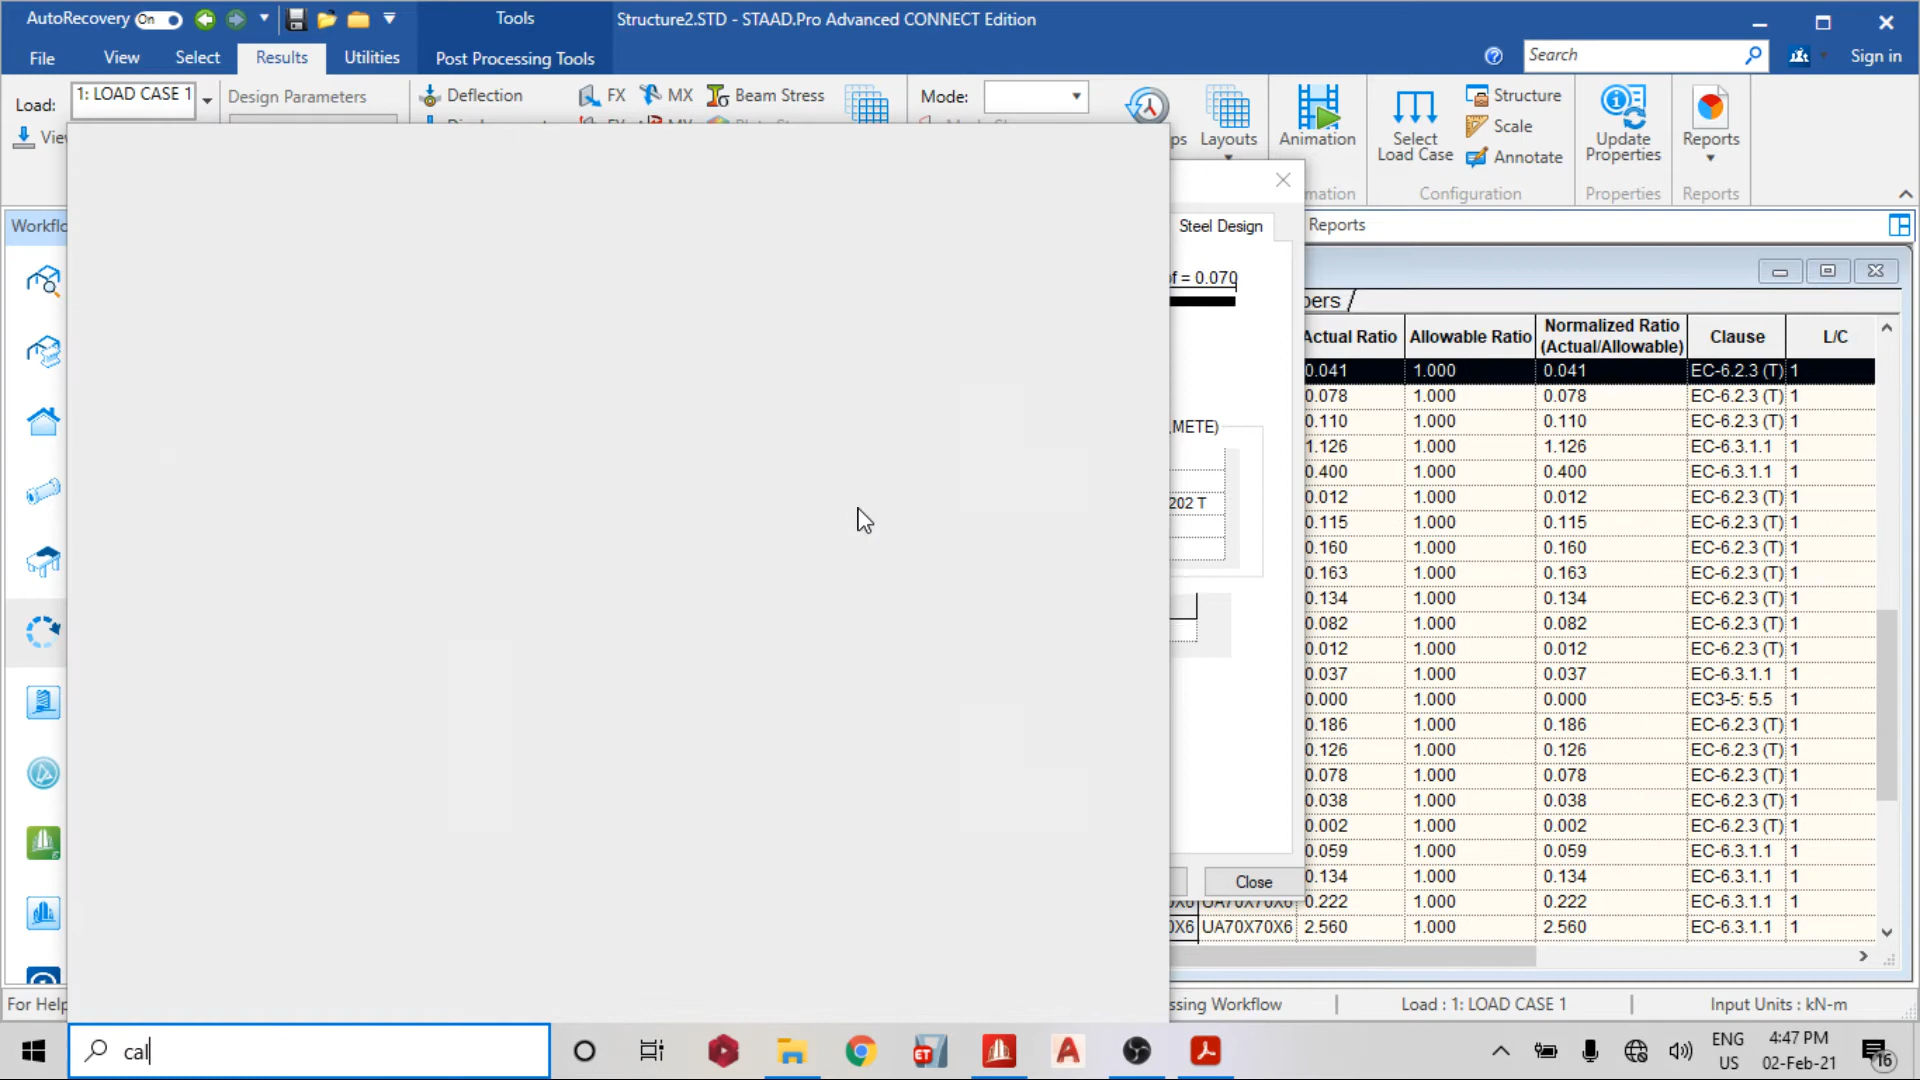 AutoRecovery On
Tools
Structure2.STD - STAAD.Pro Advanced CONNECT Edition
File View Select Results Utilities Post Processing Tools
Search
Sign in
Load: 1: LOAD CASE 1
Design Parameters
Deflection FX MX Beam Stress
Mode:
Layouts
Animation
Select
Load Case
Structure
Scale
Annotate
Update
Properties
Reports
Configuration Properties Reports
Steel Design
Reports
= 0.070
Actual Ratio Allowable Ratio Normalized Ratio
(Actual/Allowable) Clause L/C
0.041 1.000 0.041 EC-6.2.3 (T) 1
0.078 1.000 0.078 EC-6.2.3 (T) 1
0.110 1.000 0.110 EC-6.2.3 (T) 1
1.126 1.000 1.126 EC-6.3.1.1 1
0.400 1.000 0.400 EC-6.3.1.1 1
0.012 1.000 0.012 EC-6.2.3 (T) 1
0.115 1.000 0.115 EC-6.2.3 (T) 1
0.160 1.000 0.160 EC-6.2.3 (T) 1
0.163 1.000 0.163 EC-6.2.3 (T) 1
0.134 1.000 0.134 EC-6.2.3 (T) 1
0.082 1.000 0.082 EC-6.2.3 (T) 1
0.012 1.000 0.012 EC-6.2.3 (T) 1
0.037 1.000 0.037 EC-6.3.1.1 1
0.000 1.000 0.000 EC3-5: 5.5 1
0.186 1.000 0.186 EC-6.2.3 (T) 1
0.126 1.000 0.126 EC-6.2.3 (T) 1
0.078 1.000 0.078 EC-6.2.3 (T) 1
0.038 1.000 0.038 EC-6.2.3 (T) 1
0.002 1.000 0.002 EC-6.2.3 (T) 1
0.059 1.000 0.059 EC-6.3.1.1 1
0.134 1.000 0.134 EC-6.3.1.1 1
0.222 1.000 0.222 EC-6.3.1.1 1
UA70X70X6 2.560 1.000 2.560 EC-6.3.1.1 1
METE)
202 T
Close
For Help
Workflow
Load : 1: LOAD CASE 1
Input Units : kN-m
cal
ENG
US
4:47 PM
02-Feb-21
16